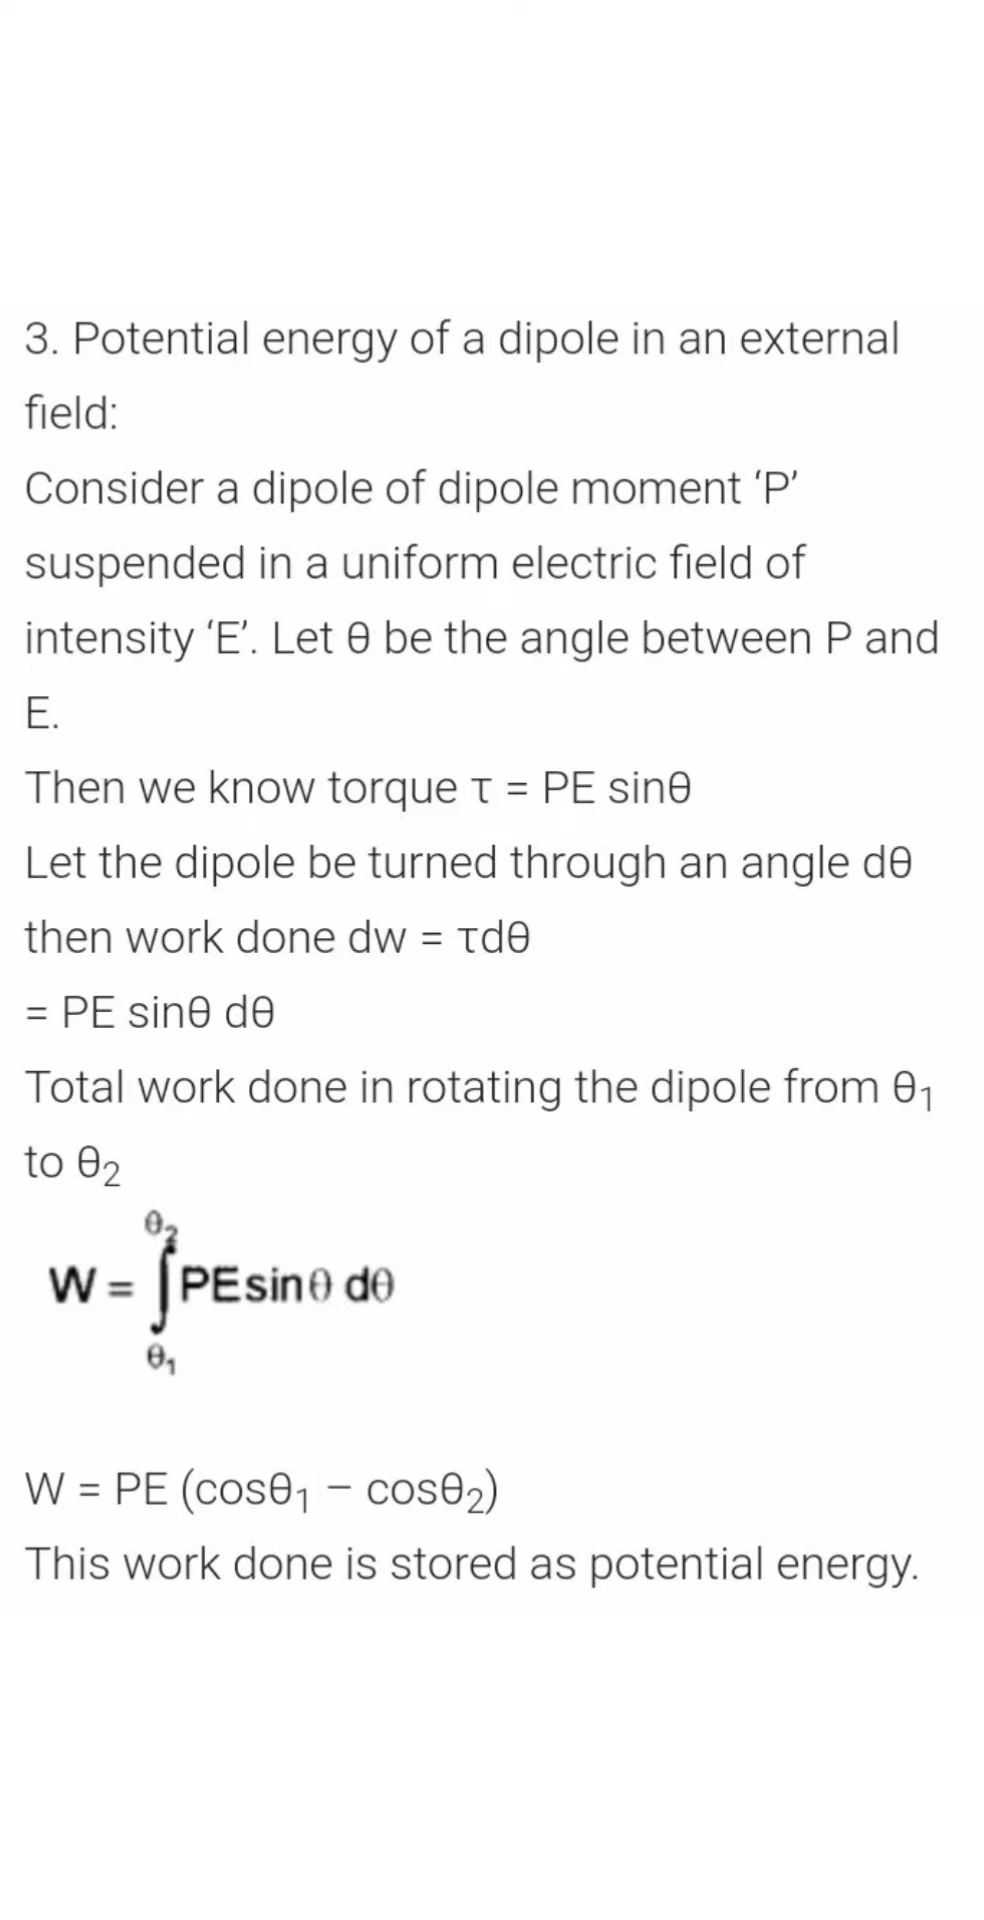 3. Potential energy of a dipole in an external
field:
Consider a dipole of dipole moment ‘P’
suspended in a uniform electric field of
intensity ‘E’. Let θ be the angle between P and
E.
Then we know torque τ = PE sinθ
Let the dipole be turned through an angle dθ
then work done dw = τdθ
= PE sinθ dθ
Total work done in rotating the dipole from θ₁
to θ₂
θ₂
W = ∫PEsinθ dθ
θ₁
W = PE (cosθ₁ – cosθ₂)
This work done is stored as potential energy.